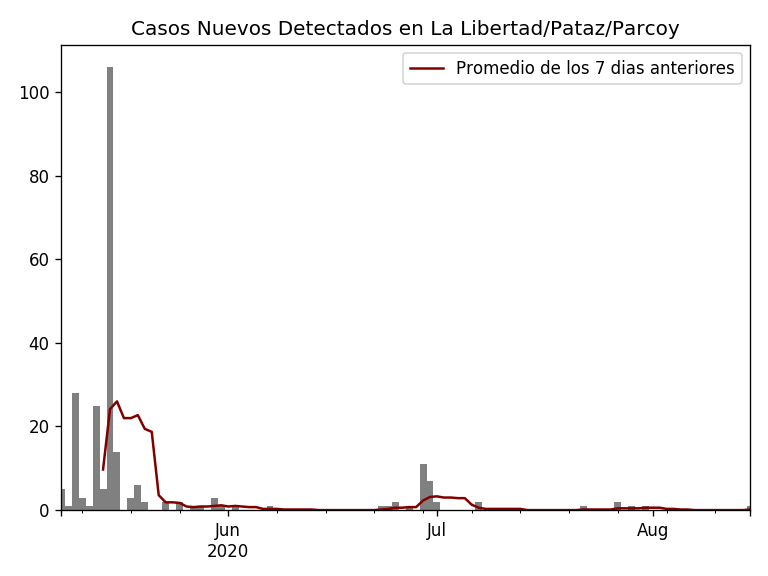 Casos Nuevos Detectados en La Libertad/Pataz/Parcoy
Promedio de los 7 dias anteriores
100
80
60
40
20
0
Jun
2020
Jul
Aug